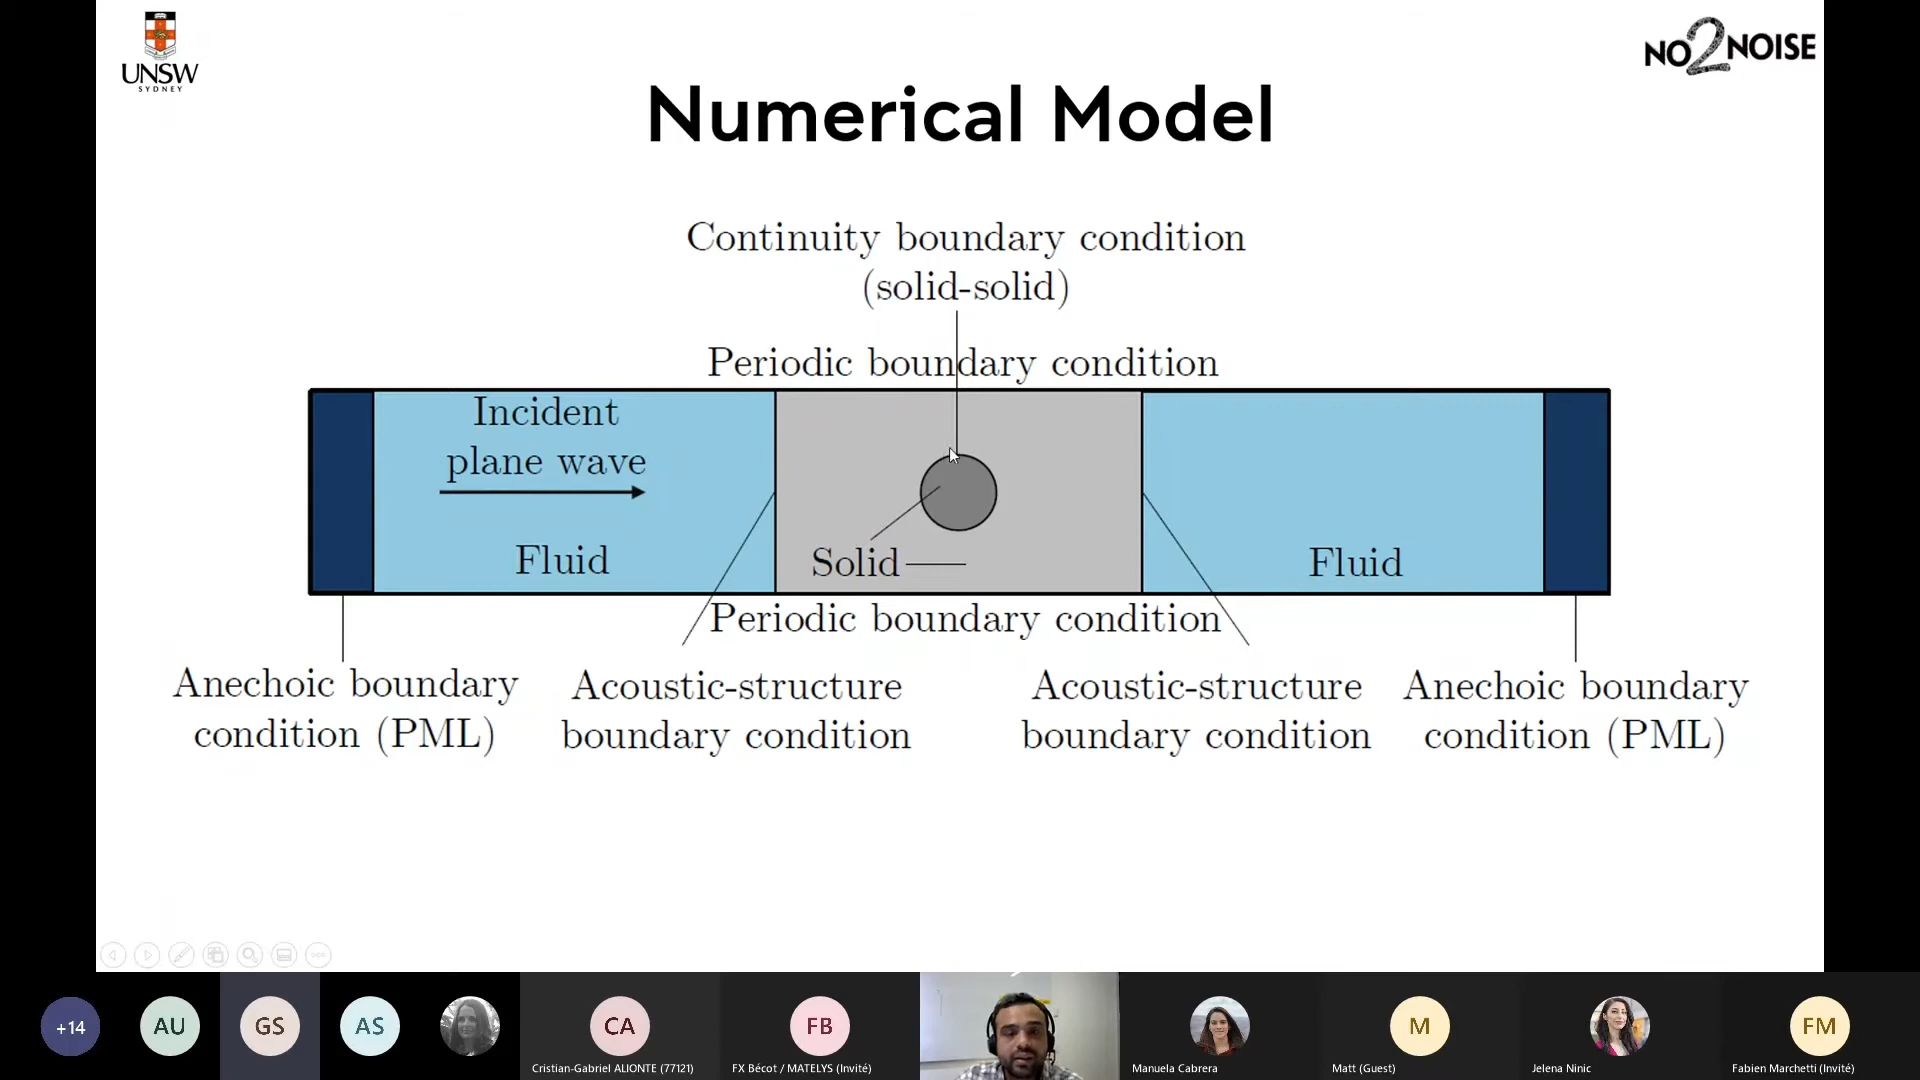 UNSW
SYDNEY
NO2NOISE
Numerical Model
Continuity boundary condition
(solid-solid)
Periodic boundary condition
Incident
plane wave
Fluid
Solid
Fluid
Periodic boundary condition
Anechoic boundary
condition (PML)
Acoustic-structure
boundary condition
Acoustic-structure
boundary condition
Anechoic boundary
condition (PML)
+14
AU
GS
AS
CA
Cristian-Gabriel ALIONTE (77121)
FB
FX Bécot / MATELYS (Invité)
Manuela Cabrera
M
Matt (Guest)
Jelena Ninic
FM
Fabien Marchetti (Invité)